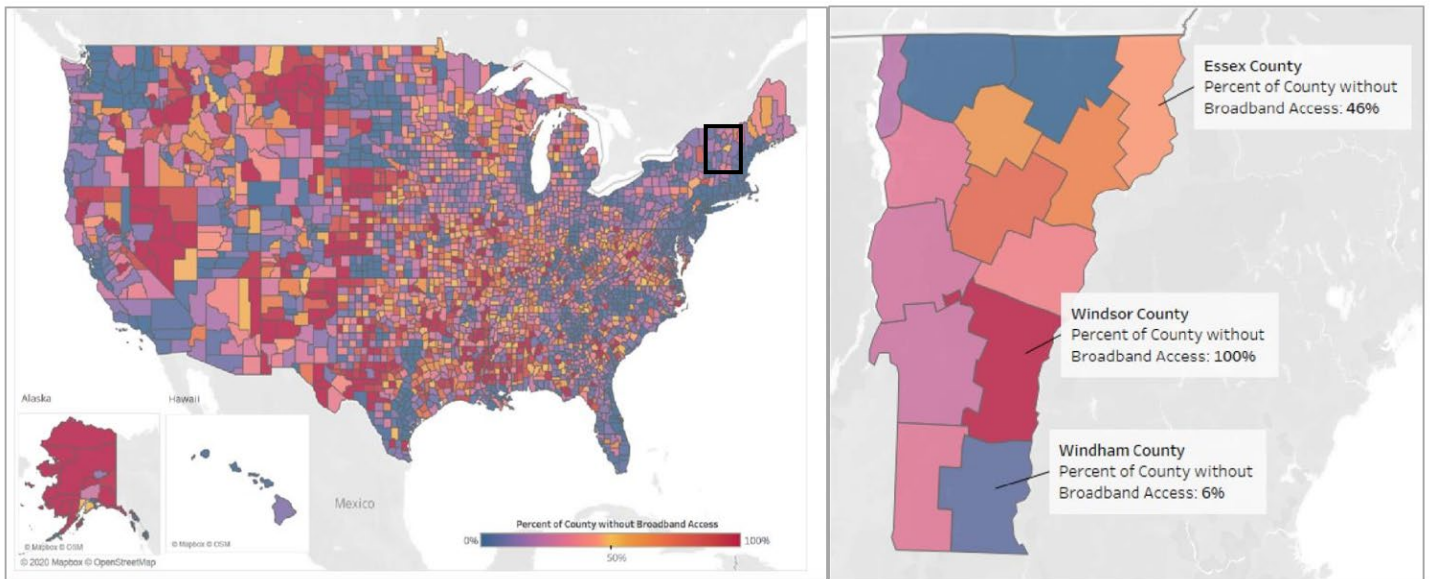 Alaska
Hawaii
Mexico
© Mapbox © OSM
© Mapbox © OSM
© 2020 Mapbox © OpenStreetMap
Percent of County without Broadband Access
0%
100%
50%
Essex County
Percent of County without
Broadband Access: 46%
Windsor County
Percent of County without
Broadband Access: 100%
Windham County
Percent of County without
Broadband Access: 6%